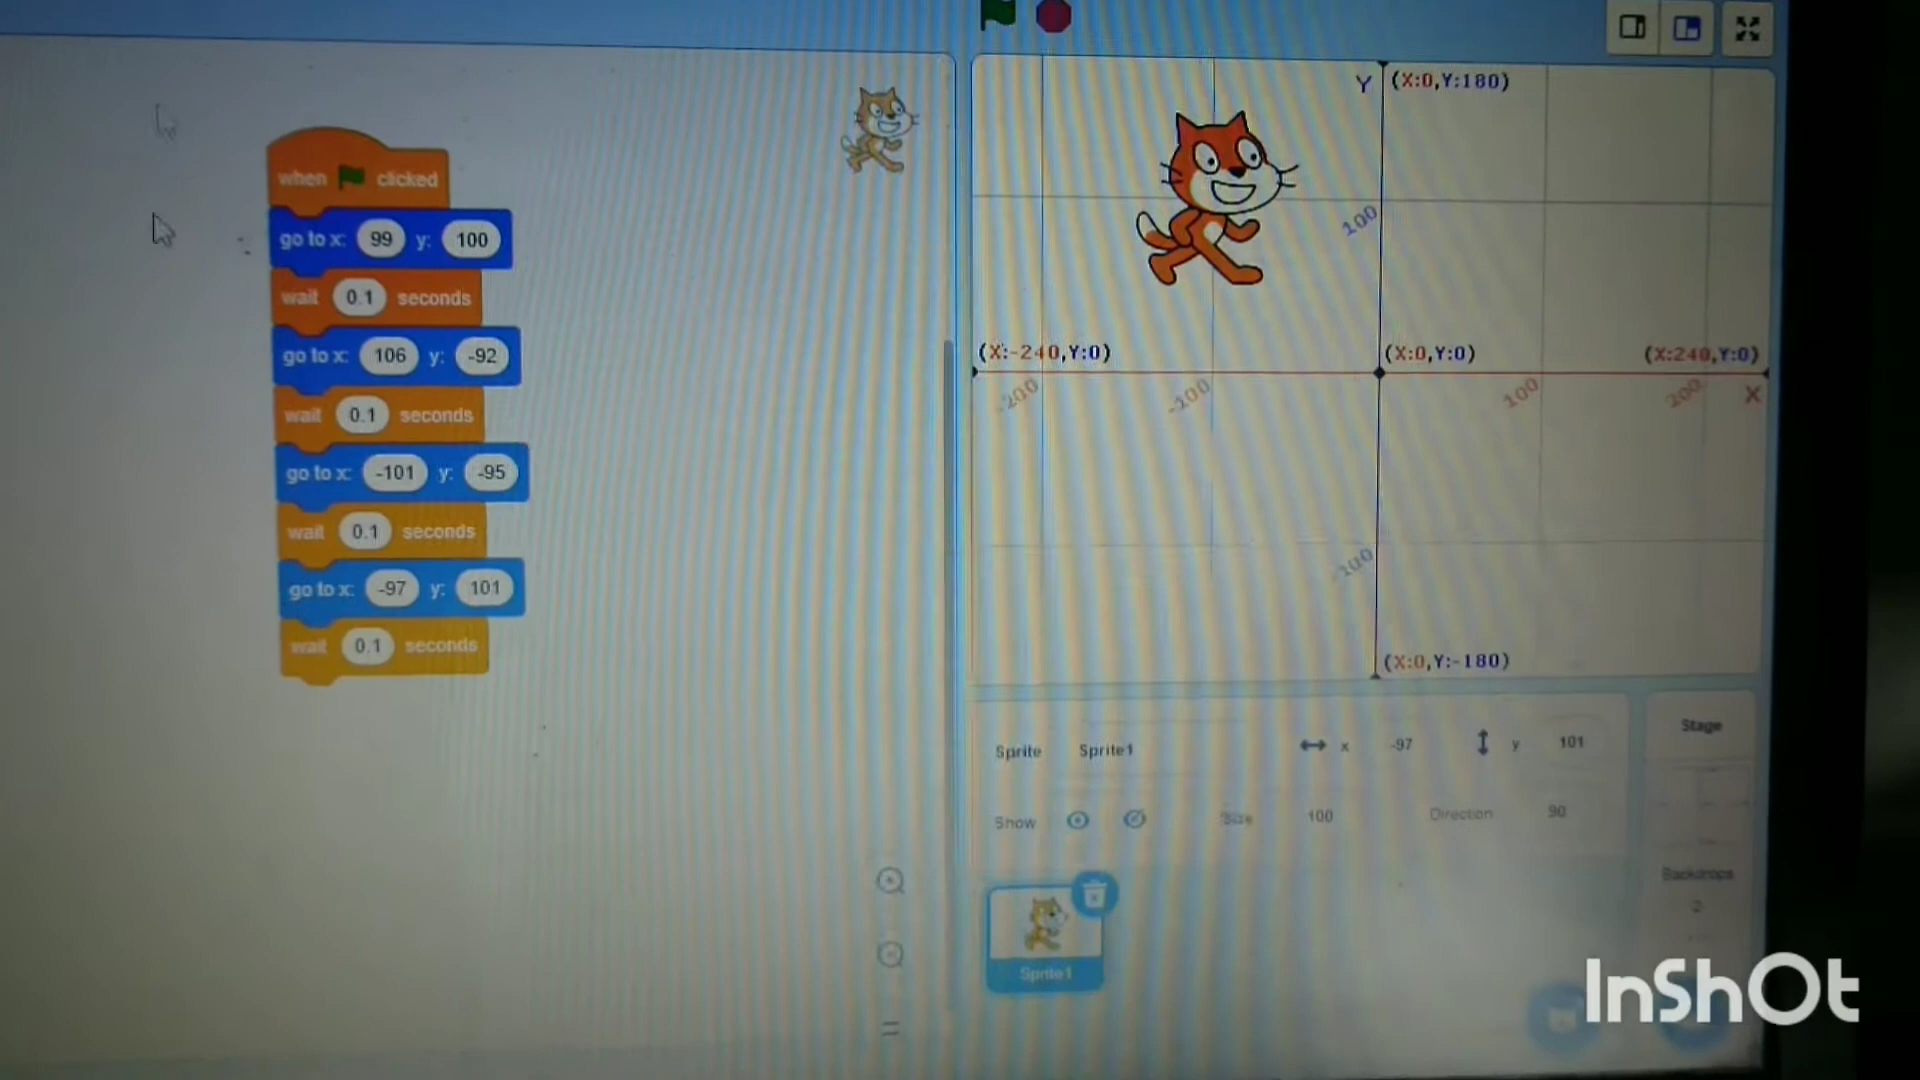 when clicked
go to x: 99 y: 100
wait 0.1 seconds
go to x: 106 y: -92
wait 0.1 seconds
go to x: -101 y: -95
wait 0.1 seconds
go to x: -97 y: 101
wait 0.1 seconds
Y (X:0,Y:180)
100
(X:-240,Y:0) (X:0,Y:0) (X:240,Y:0)
-200 -100 100 200 X
-100
(X:0,Y:-180)
Sprite Sprite1 x -97 y 101
Show Size 100 Direction 90
Sprite1
Stage
Backdrops
2
InShOt